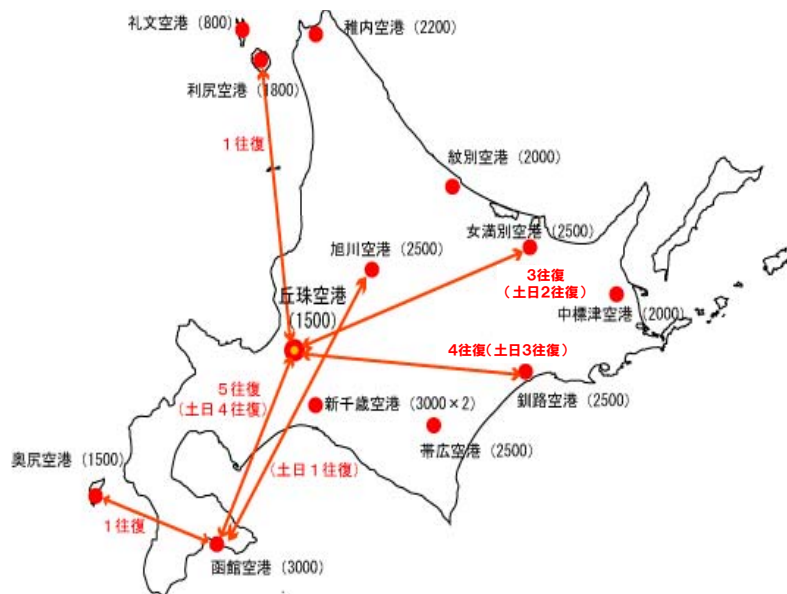 礼文空港（800）
稚内空港（2200）
利尻空港（1800）
１往復
紋別空港（2000）
女満別空港（2500）
旭川空港（2500）
3往復
（土日2往復）
丘珠空港
（1500）
中標津空港（2000）
4往復（土日3往復）
５往復
（土日４往復）
新千歳空港（3000×2）
釧路空港
（2500）
帯広空港（2500）
奥尻空港（1500）
（土日１往復）
１往復
函館空港（3000）